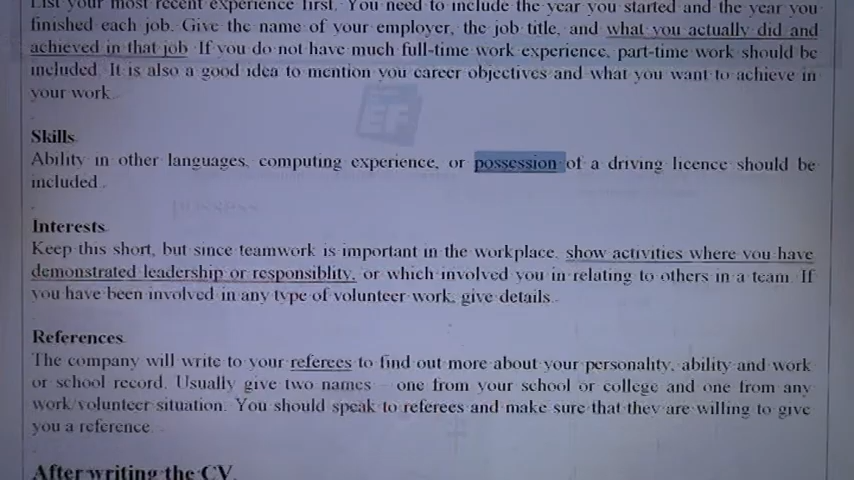 List your most recent experience first. You need to include the year you started and the year you
finished each job. Give the name of your employer, the job title, and what you actually did and
achieved in that job. If you do not have much full-time work experience, part-time work should be
included. It is also a good idea to mention you career objectives and what you want to achieve in
your work.
EF
Skills
Ability in other languages, computing experience, or possession of a driving licence should be
included.
possess
Interests
Keep this short, but since teamwork is important in the workplace, show activities where you have
demonstrated leadership or responsiblity, or which involved you in relating to others in a team. If
you have been involved in any type of volunteer work, give details.
References
The company will write to your referees to find out more about your personality, ability and work
or school record. Usually give two names – one from your school or college and one from any
work/volunteer situation. You should speak to referees and make sure that they are willing to give
you a reference.
After writing the CV